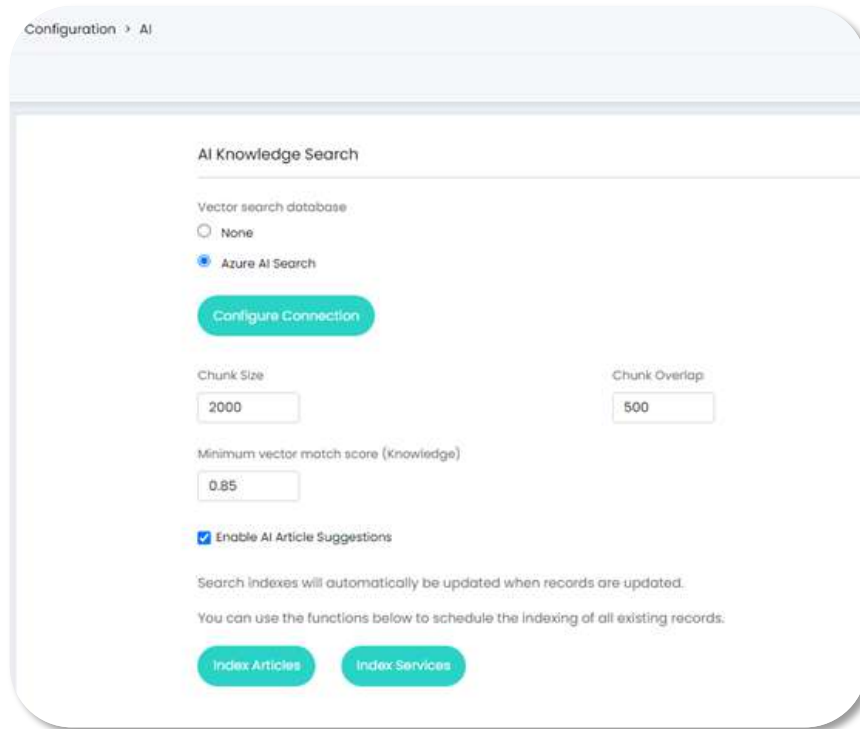 Configuration > AI
AI Knowledge Search
Vector search database
None
Azure AI Search
Configure Connection
Chunk Size
Chunk Overlap
2000
500
Minimum vector match score (Knowledge)
0.85
Enable AI Article Suggestions
Search indexes will automatically be updated when records are updated.
You can use the functions below to schedule the indexing of all existing records.
Index Articles
Index Services